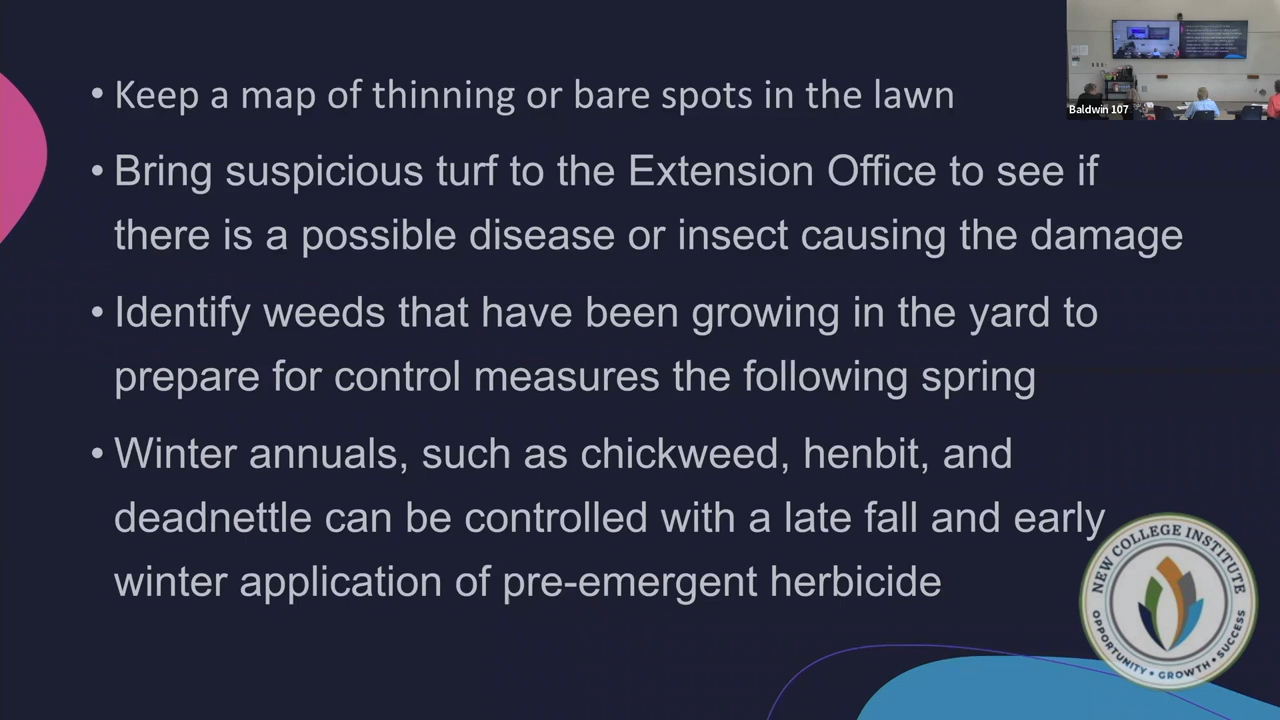 • Keep a map of thinning or bare spots in the lawn
• Bring suspicious turf to the Extension Office to see if
there is a possible disease or insect causing the damage
• Identify weeds that have been growing in the yard to
prepare for control measures the following spring
• Winter annuals, such as chickweed, henbit, and
deadnettle can be controlled with a late fall and early
winter application of pre-emergent herbicide
Baldwin 107
NEW COLLEGE INSTITUTE
OPPORTUNITY • GROWTH • SUCCESS